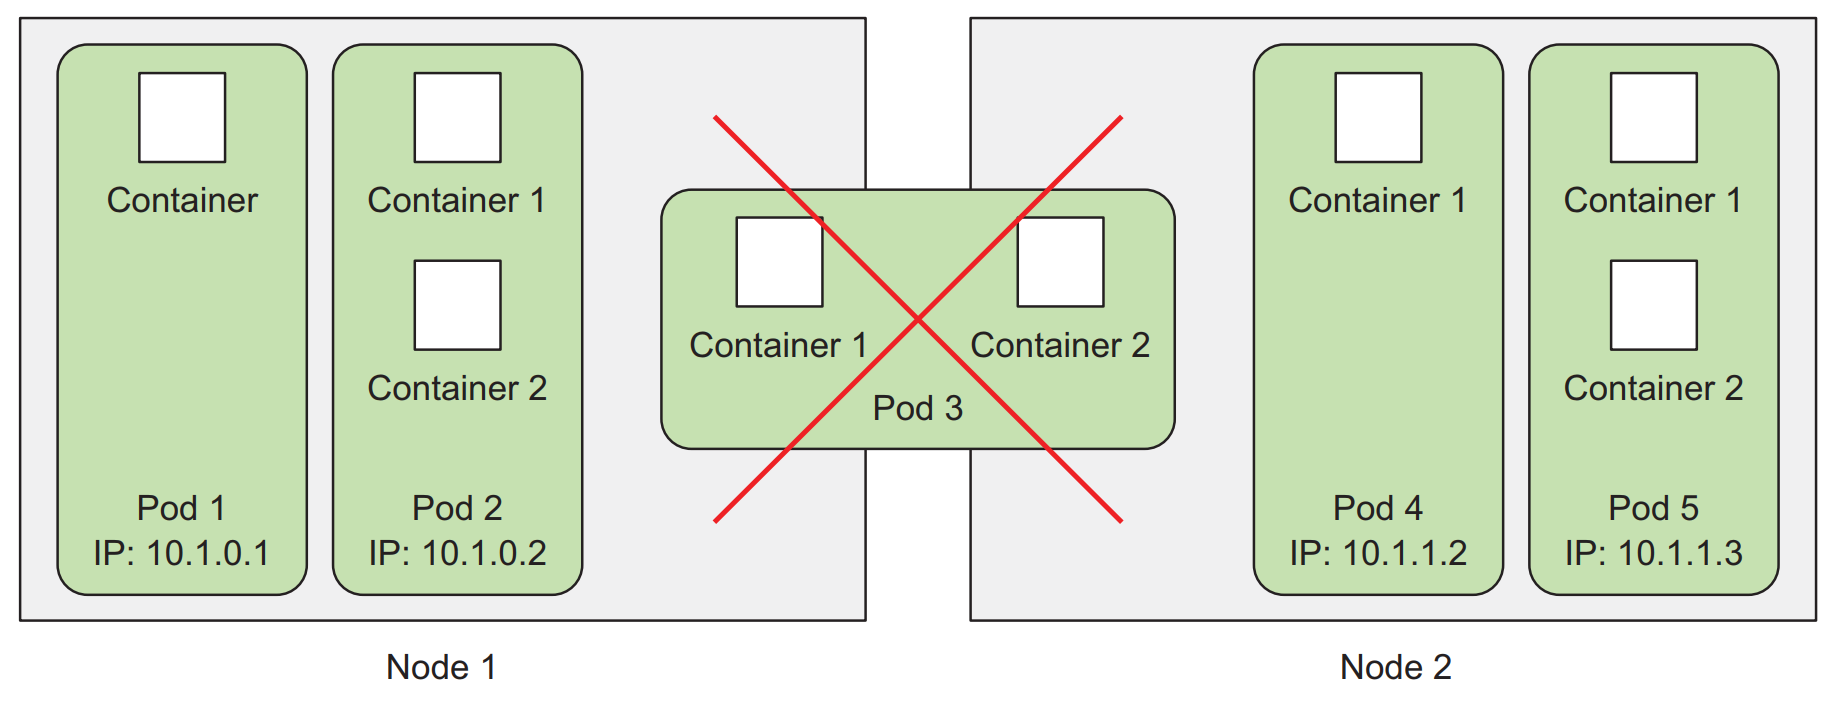 Container
Pod 1
IP: 10.1.0.1
Container 1
Container 2
Pod 2
IP: 10.1.0.2
Container 1
Container 2
Pod 3
Container 1
Pod 4
IP: 10.1.1.2
Container 1
Container 2
Pod 5
IP: 10.1.1.3
Node 1
Node 2